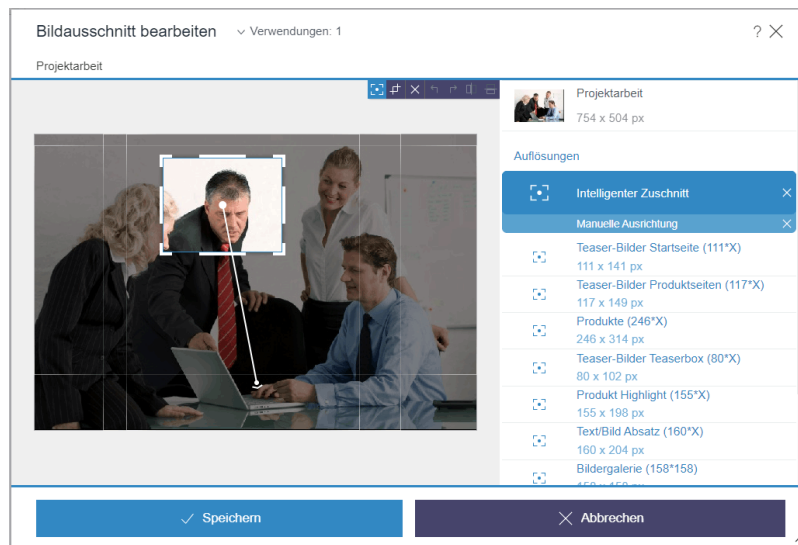 Bildausschnitt bearbeiten Verwendungen: 1 ?
Projektarbeit
Projektarbeit
754 x 504 px
Auflösungen
Intelligenter Zuschnitt
Manuelle Ausrichtung
Teaser-Bilder Startseite (111*X)
111 x 141 px
Teaser-Bilder Produktseiten (117*X)
117 x 149 px
Produkte (246*X)
246 x 314 px
Teaser-Bilder Teaserbox (80*X)
80 x 102 px
Produkt Highlight (155*X)
155 x 198 px
Text/Bild Absatz (160*X)
160 x 204 px
Bildergalerie (158*158)
158 x 158 px
Speichern Abbrechen